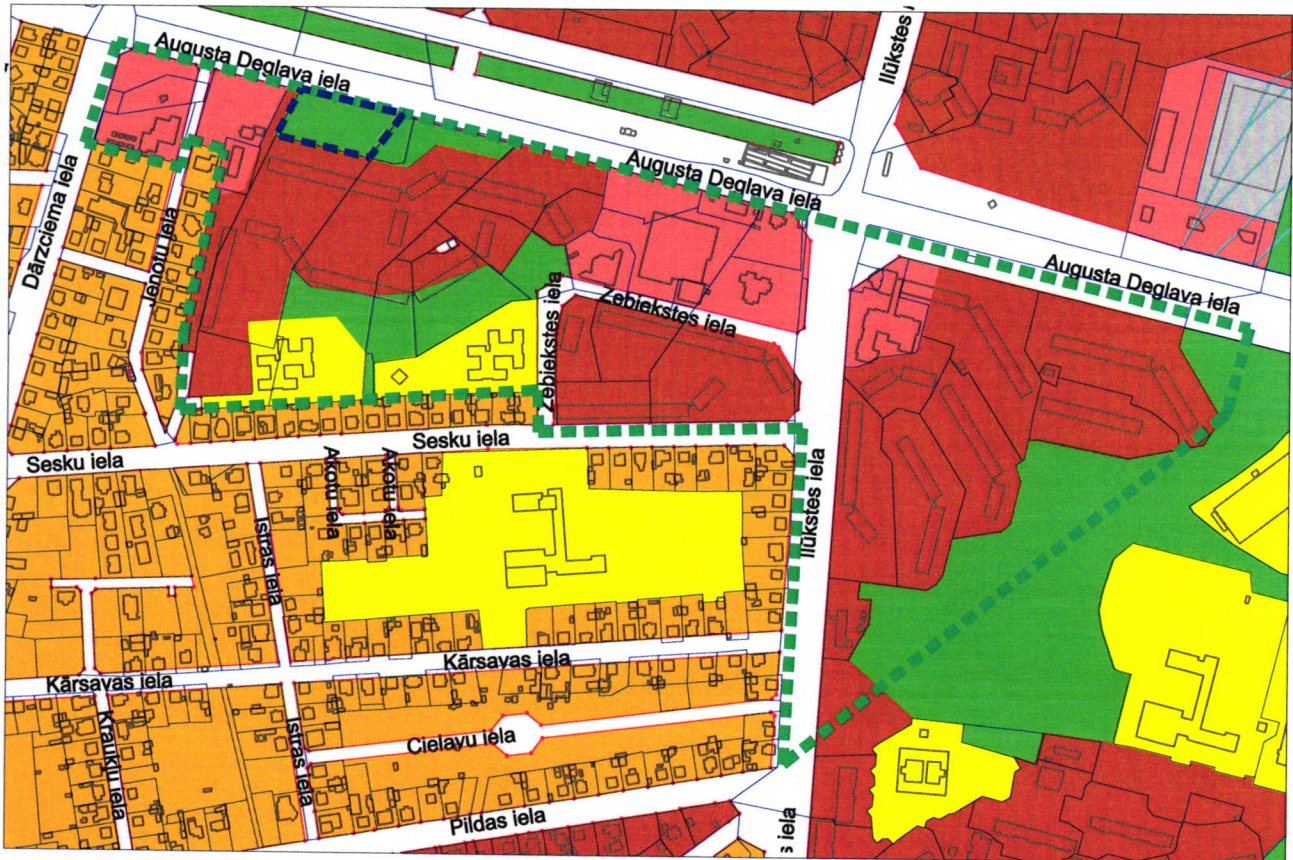 Augusta Deglava iela
Ilūkstes i
Augusta Deglava iela
Augusta Deglava iela
Dārzciema iela
Jenotu iela
Zebiekstes iela
Zebiekstes iela
Sesku iela
Sesku iela
Akotu iela
Akotu iela
Ilūkstes iela
Istras iela
Kārsavas iela
Kārsavas iela
Istras iela
Kraukļu iela
Cielavu iela
Pildas iela
s iela